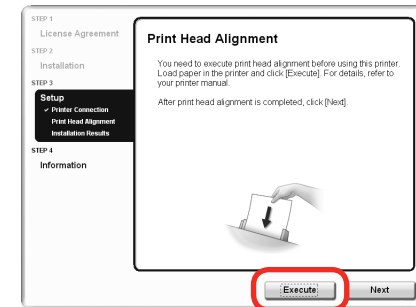 STEP 1
License Agreement
STEP 2
Installation
STEP 3
Setup
✓ Printer Connection
Print Head Alignment
Installation Results
STEP 4
Information
Print Head Alignment
You need to execute print head alignment before using this printer.
Load paper in the printer and click [Execute]. For details, refer to
your printer manual.
After print head alignment is completed, click [Next].
Execute
Next